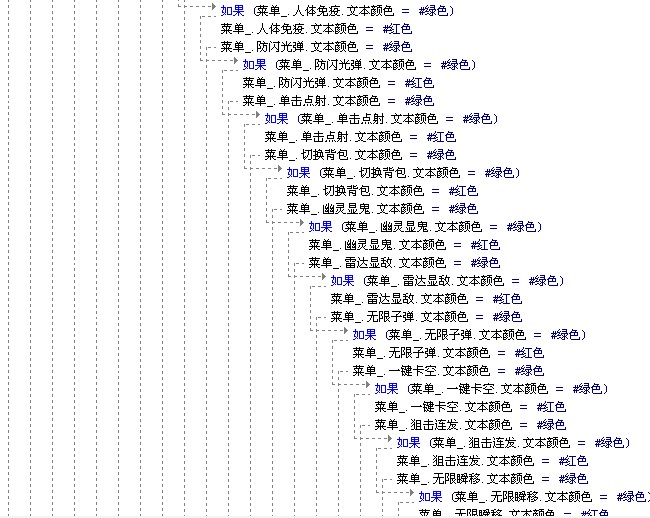 如果 (菜单_.人体免疫.文本颜色 = #绿色)
菜单_.人体免疫.文本颜色 = #红色
菜单_.防闪光弹.文本颜色 = #绿色
如果 (菜单_.防闪光弹.文本颜色 = #绿色)
菜单_.防闪光弹.文本颜色 = #红色
菜单_.单击点射.文本颜色 = #绿色
如果 (菜单_.单击点射.文本颜色 = #绿色)
菜单_.单击点射.文本颜色 = #红色
菜单_.切换背包.文本颜色 = #绿色
如果 (菜单_.切换背包.文本颜色 = #绿色)
菜单_.切换背包.文本颜色 = #红色
菜单_.幽灵显鬼.文本颜色 = #绿色
如果 (菜单_.幽灵显鬼.文本颜色 = #绿色)
菜单_.幽灵显鬼.文本颜色 = #红色
菜单_.雷达显敌.文本颜色 = #绿色
如果 (菜单_.雷达显敌.文本颜色 = #绿色)
菜单_.雷达显敌.文本颜色 = #红色
菜单_.无限子弹.文本颜色 = #绿色
如果 (菜单_.无限子弹.文本颜色 = #绿色)
菜单_.无限子弹.文本颜色 = #红色
菜单_.一键卡空.文本颜色 = #绿色
如果 (菜单_.一键卡空.文本颜色 = #绿色)
菜单_.一键卡空.文本颜色 = #红色
菜单_.狙击连发.文本颜色 = #绿色
如果 (菜单_.狙击连发.文本颜色 = #绿色)
菜单_.狙击连发.文本颜色 = #红色
菜单_.无限瞬移.文本颜色 = #绿色
如果 (菜单_.无限瞬移.文本颜色 = #绿色)
菜单_.无限瞬移.文本颜色 = #红色